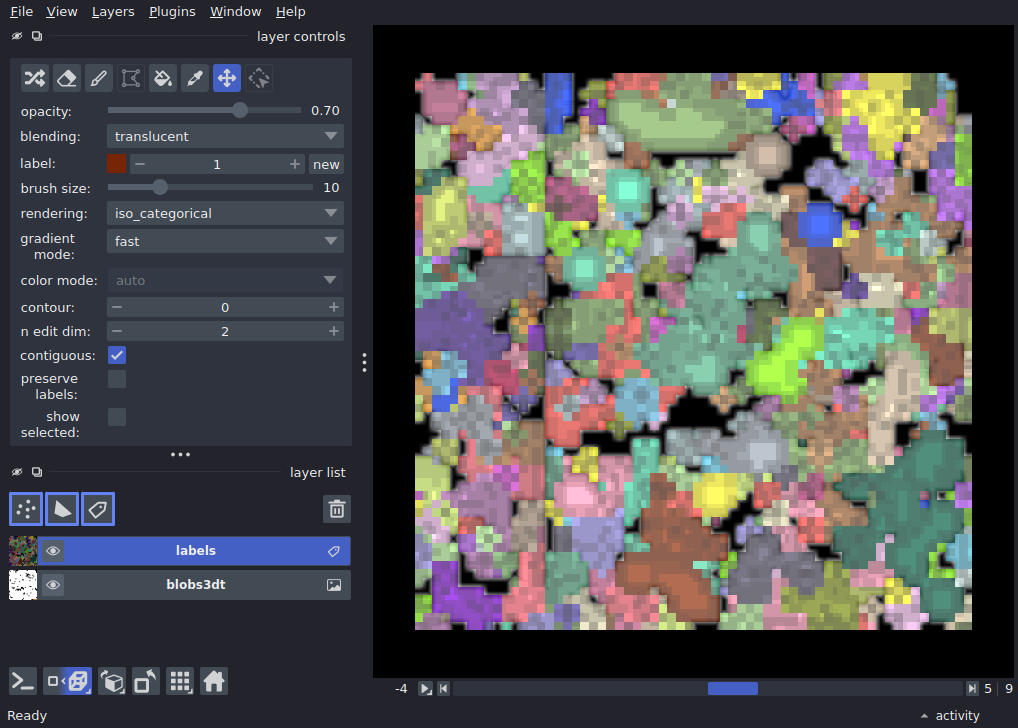 File View Layers Plugins Window Help
layer controls
opacity: 0.70
blending: translucent
label: 1 new
brush size: 10
rendering: iso_categorical
gradient mode: fast
color mode: auto
contour: 0
n edit dim: 2
contiguous:
preserve labels:
show selected:
layer list
labels
blobs3dt
-4 5 9
Ready activity